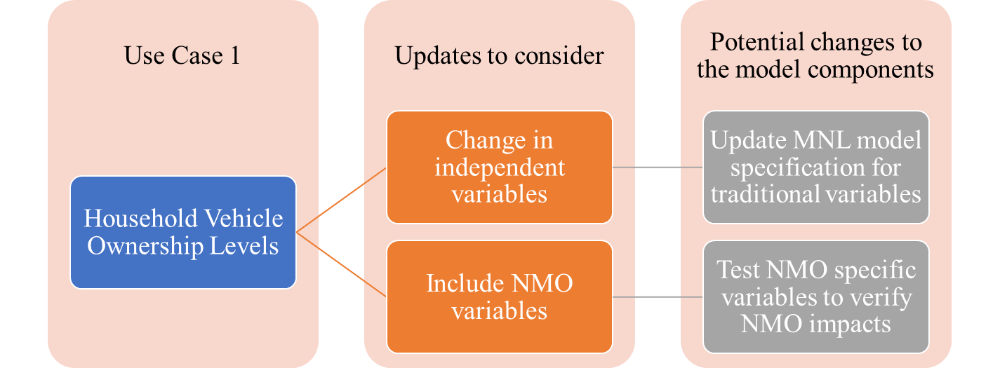 Use Case 1
Household Vehicle
Ownership Levels
Updates to consider
Change in
independent
variables
Include NMO
variables
Potential changes to
the model components
Update MNL model
specification for
traditional variables
Test NMO specific
variables to verify
NMO impacts